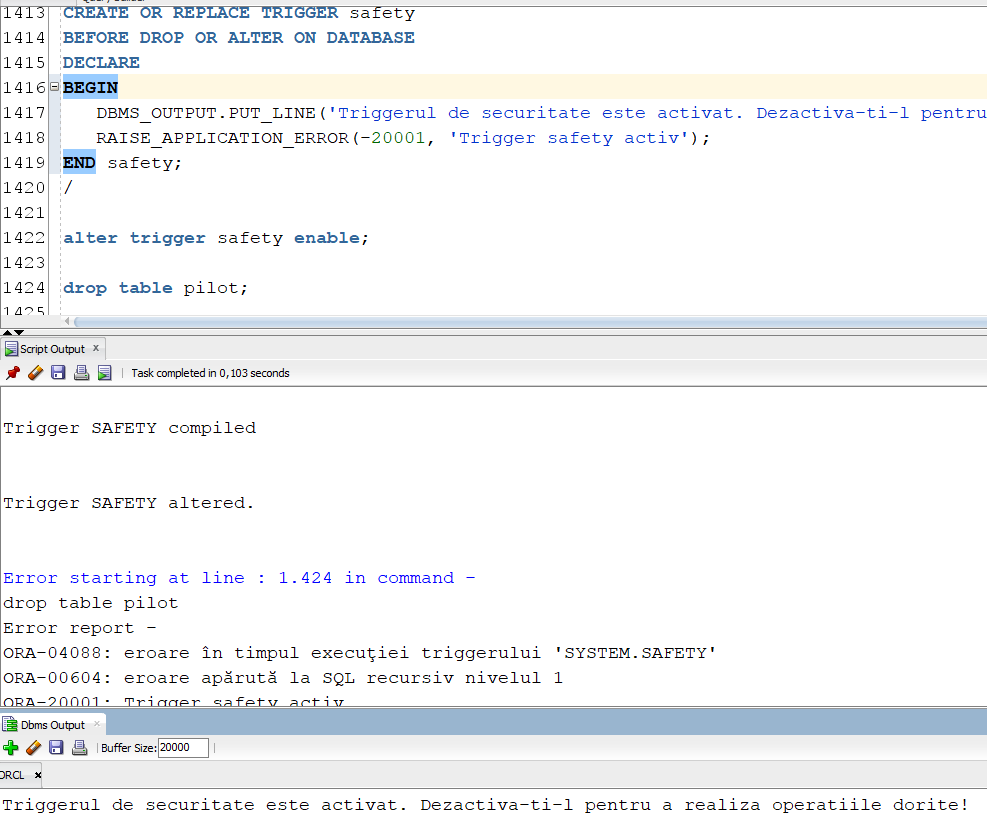 1413 CREATE OR REPLACE TRIGGER safety
1414 BEFORE DROP OR ALTER ON DATABASE
1415 DECLARE
1416 BEGIN
1417 DBMS_OUTPUT.PUT_LINE('Triggerul de securitate este activat. Dezactiva-ti-l pentru
1418 RAISE_APPLICATION_ERROR(-20001, 'Trigger safety activ');
1419 END safety;
1420 /
1421
1422 alter trigger safety enable;
1423
1424 drop table pilot;
1425
Script Output x
Task completed in 0,103 seconds
Trigger SAFETY compiled
Trigger SAFETY altered.
Error starting at line : 1.424 in command -
drop table pilot
Error report -
ORA-04088: eroare în timpul execuţiei triggerului 'SYSTEM.SAFETY'
ORA-00604: eroare apărută la SQL recursiv nivelul 1
ORA-20001: Trigger safety activ
Dbms Output x
Buffer Size: 20000
ORCL x
Triggerul de securitate este activat. Dezactiva-ti-l pentru a realiza operatiile dorite!